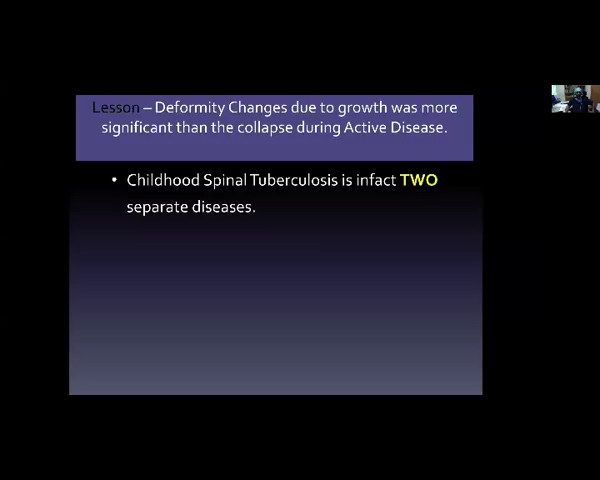 Lesson – Deformity Changes due to growth was more
significant than the collapse during Active Disease.
• Childhood Spinal Tuberculosis is infact TWO
separate diseases.